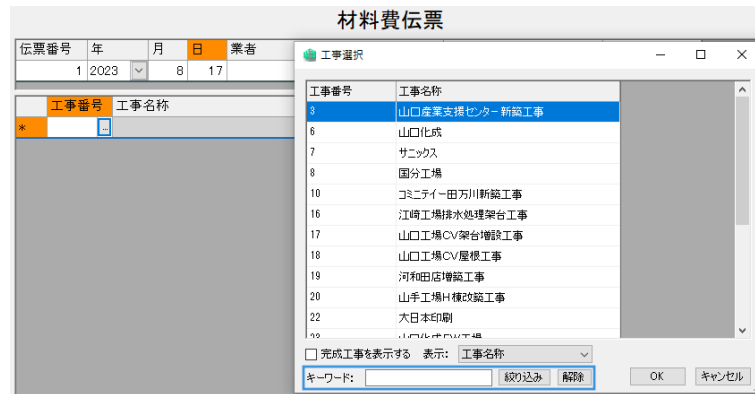 材料費伝票
伝票番号 年 月 日 業者
1 2023 8 17
工事番号 工事名称
*
工事選択
工事番号 工事名称
3 山口産業支援センター新築工事
6 山口化成
7 サニックス
8 国分工場
10 コミニテイー田万川新築工事
16 江崎工場排水処理架台工事
17 山口工場CV架台増設工事
18 山口工場CV屋根工事
19 河和田店増築工事
20 山手工場H棟改築工事
22 大日本印刷
完成工事を表示する 表示: 工事名称
キーワード: 絞り込み 解除 OK キャンセル